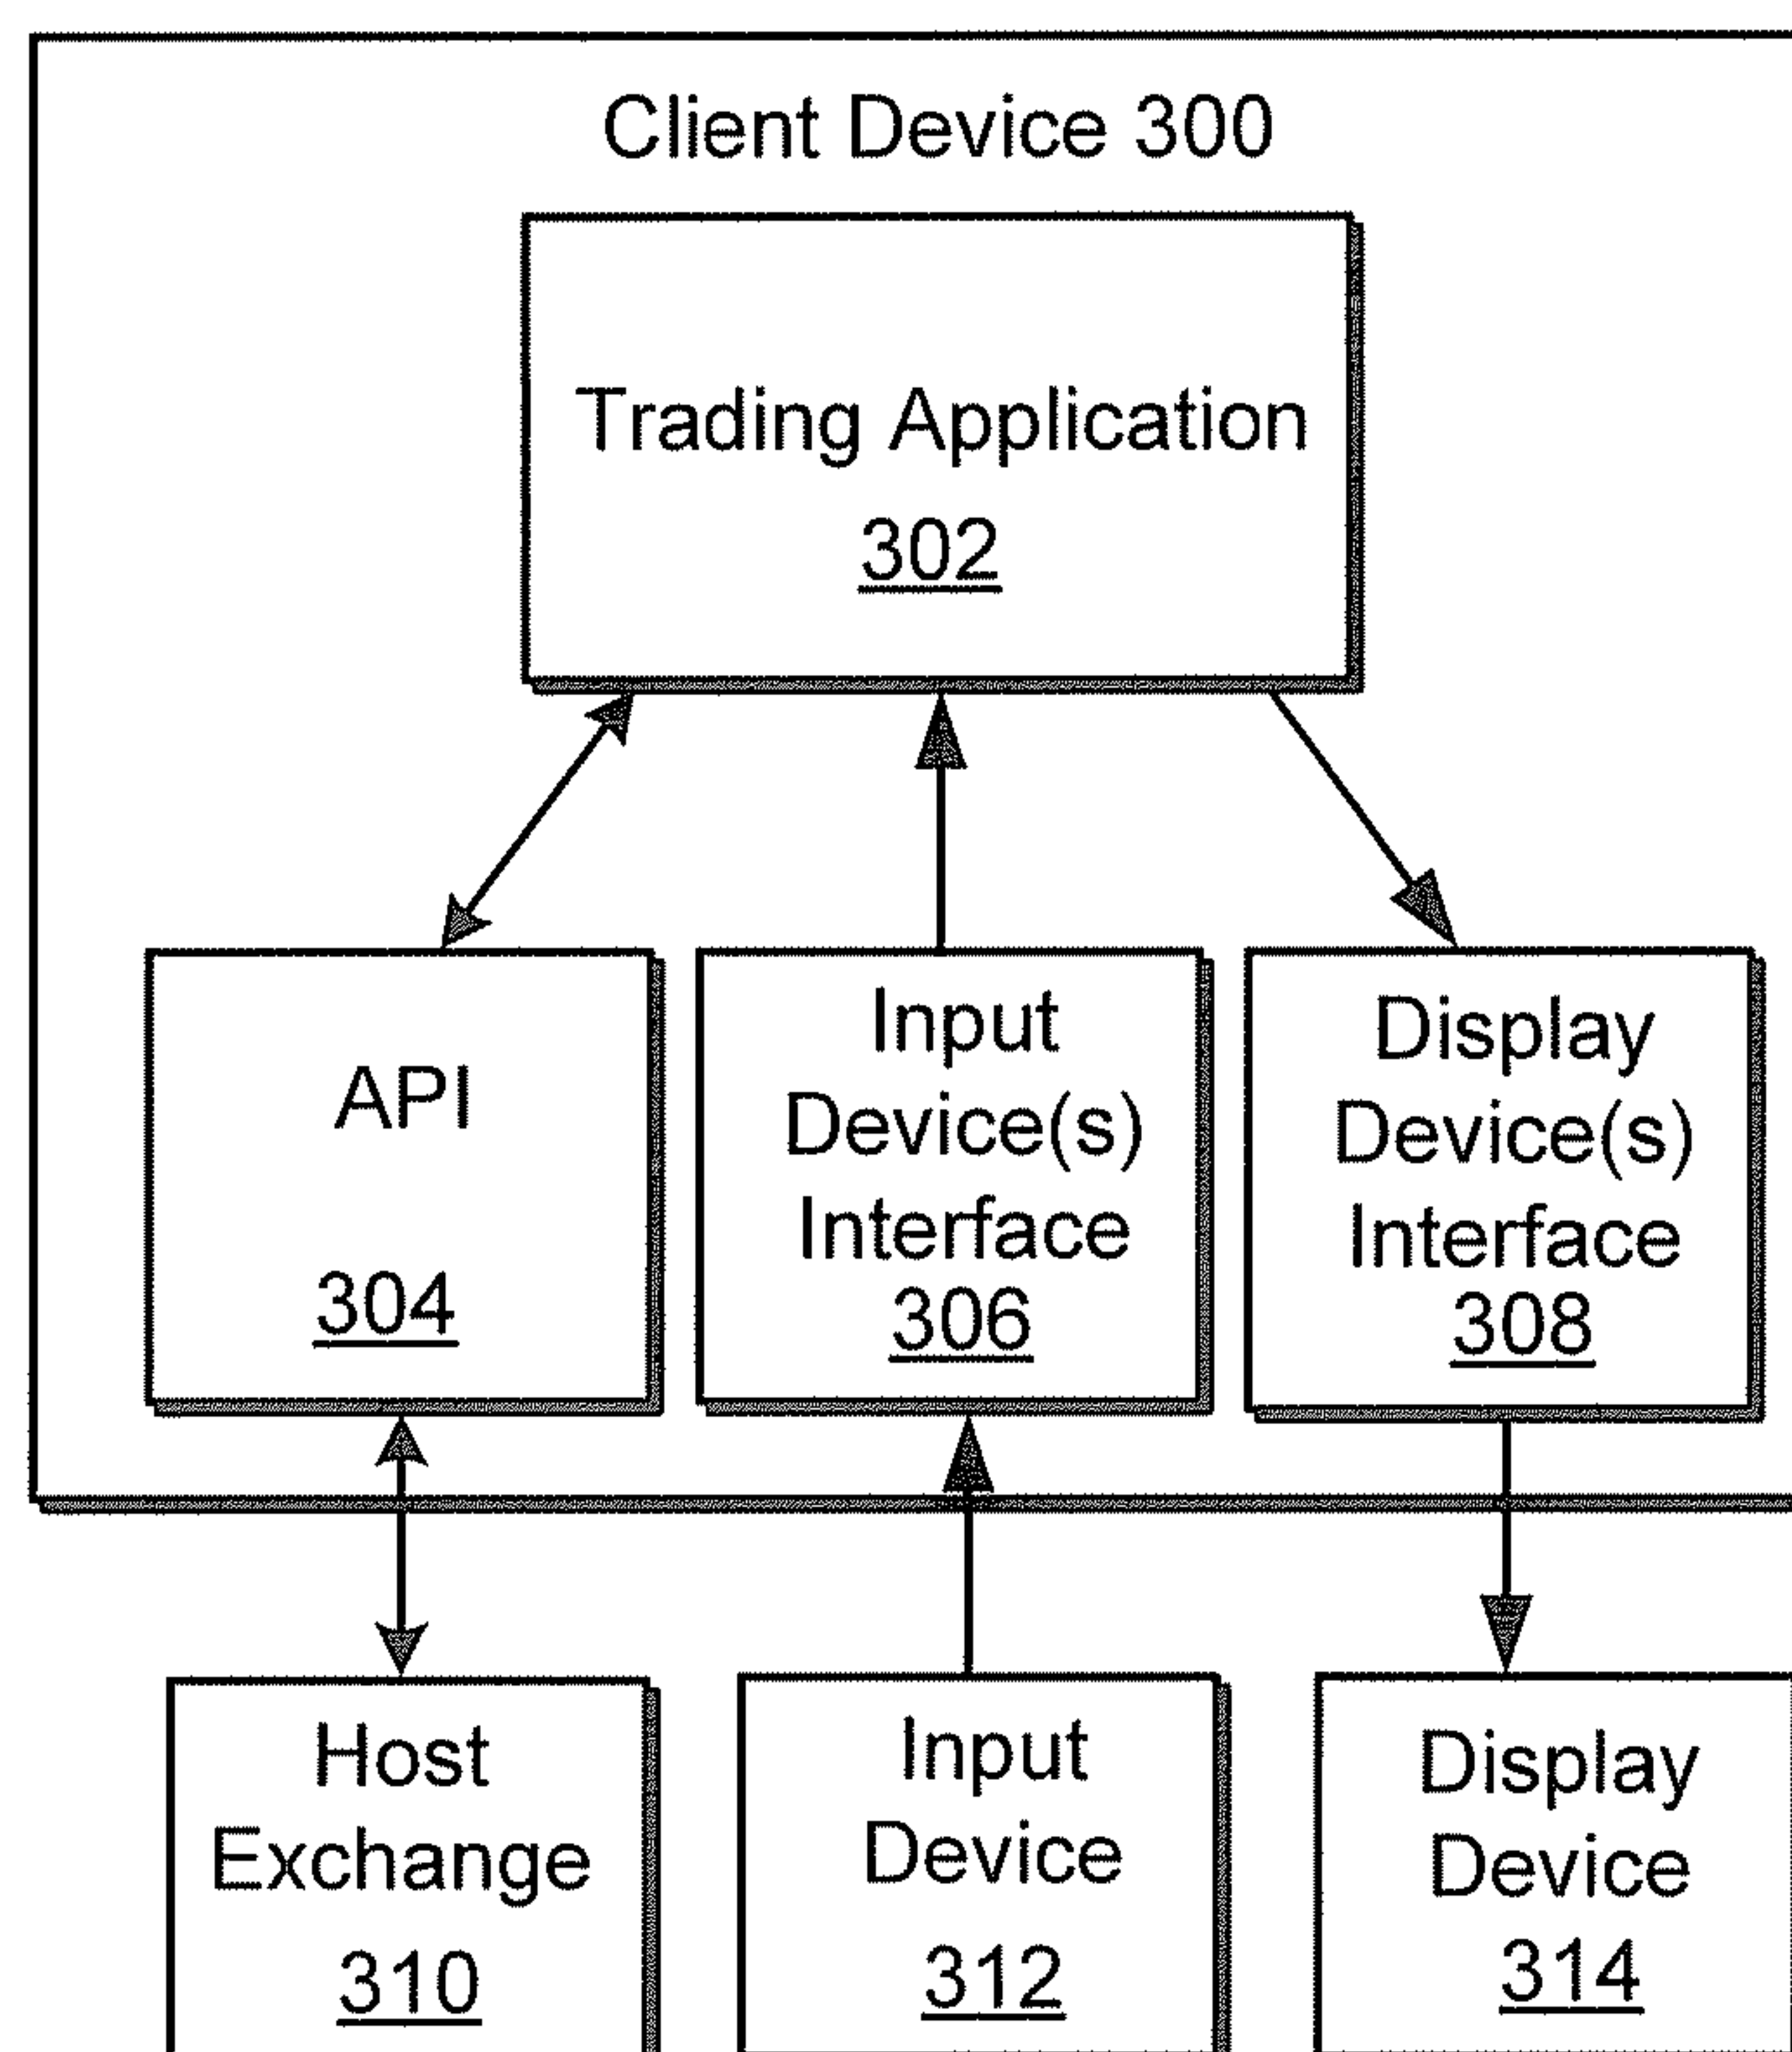 Client Device 300
Trading Application
302
API
304
Input
Device(s)
Interface
306
Display
Device(s)
Interface
308
Host
Exchange
310
Input
Device
312
Display
Device
314